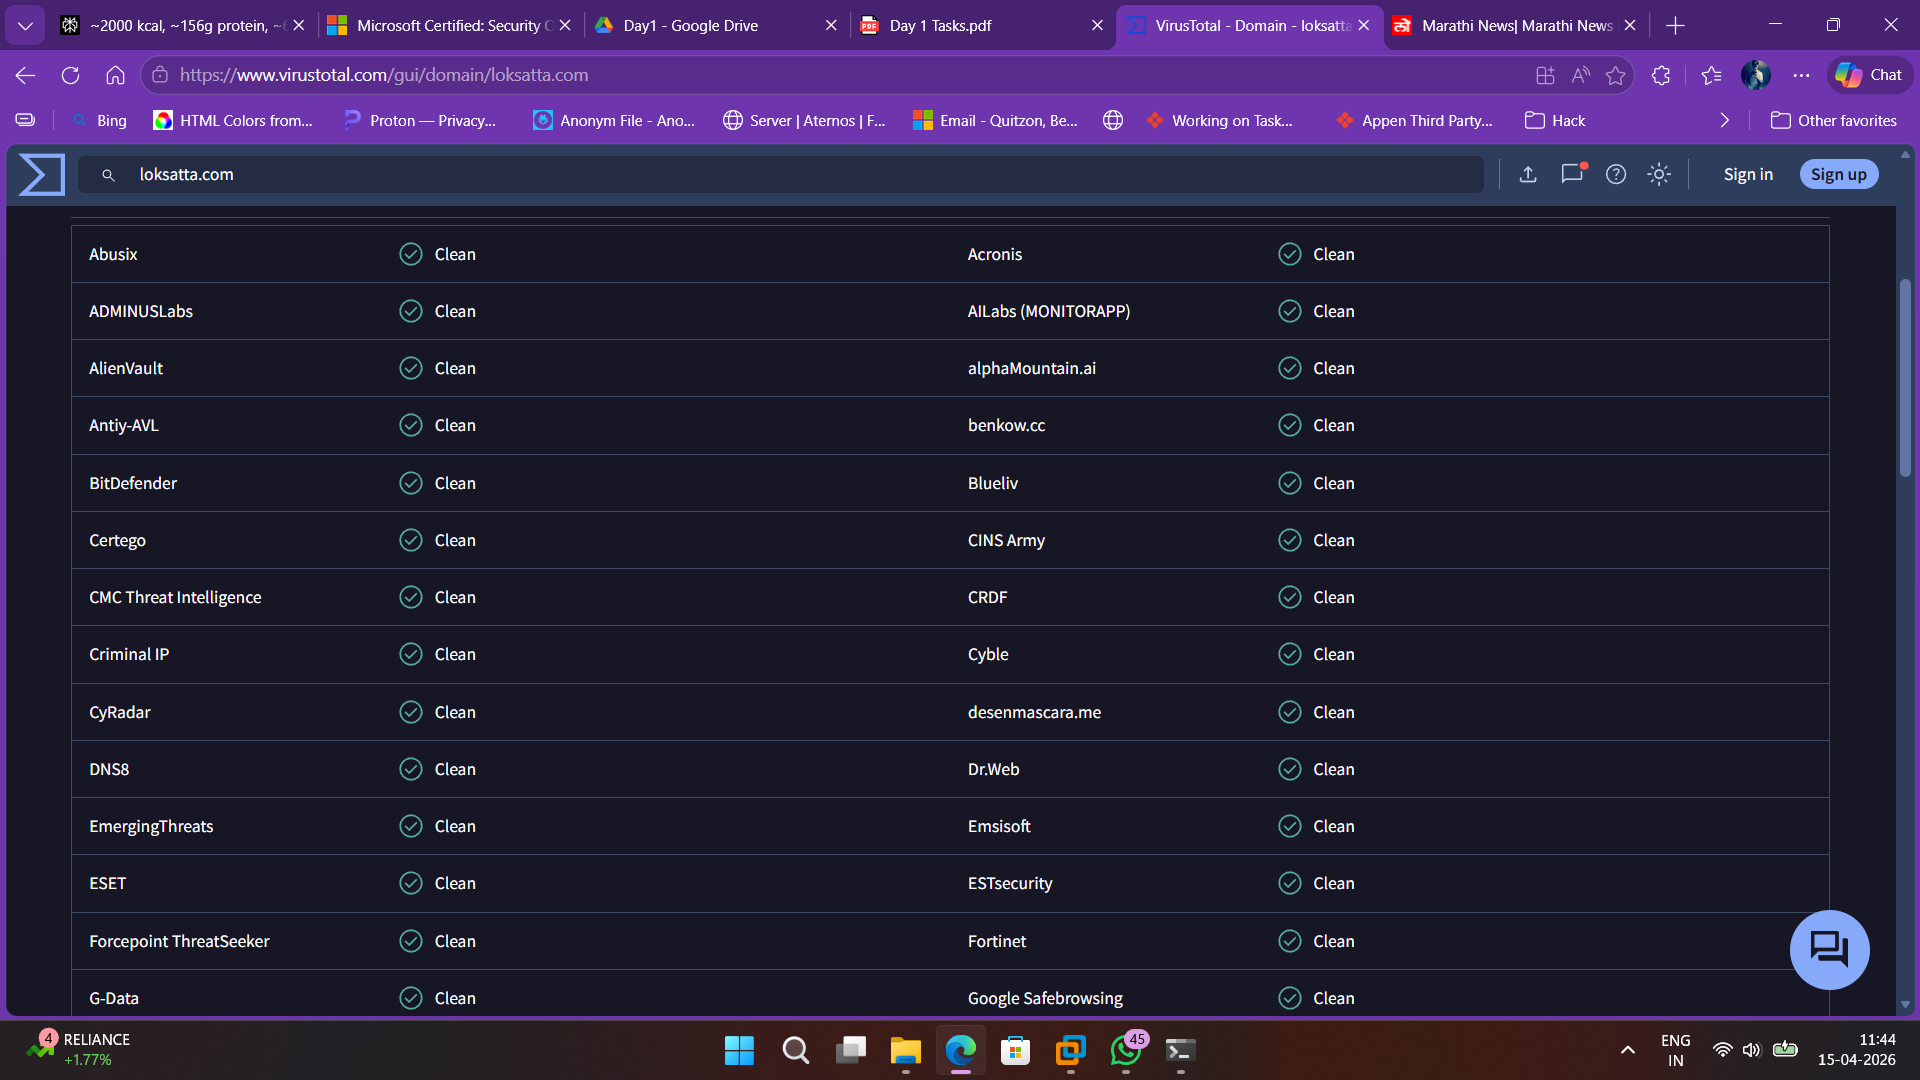 ~2000 kcal, ~156g protein, ~6
Microsoft Certified: Security O
Day1 - Google Drive
Day 1 Tasks.pdf
VirusTotal - Domain - loksatta
Marathi News| Marathi News
https://www.virustotal.com/gui/domain/loksatta.com
Chat
Bing
HTML Colors from...
Proton — Privacy...
Anonym File - Ano...
Server | Aternos | F...
Email - Quitzon, Be...
Working on Task...
Appen Third Party...
Hack
Other favorites
loksatta.com
Sign in
Sign up
Abusix Clean Acronis Clean
ADMINUSLabs Clean AILabs (MONITORAPP) Clean
AlienVault Clean alphaMountain.ai Clean
Antiy-AVL Clean benkow.cc Clean
BitDefender Clean Blueliv Clean
Certego Clean CINS Army Clean
CMC Threat Intelligence Clean CRDF Clean
Criminal IP Clean Cyble Clean
CyRadar Clean desenmascara.me Clean
DNS8 Clean Dr.Web Clean
EmergingThreats Clean Emsisoft Clean
ESET Clean ESTsecurity Clean
Forcepoint ThreatSeeker Clean Fortinet Clean
G-Data Clean Google Safebrowsing Clean
4
RELIANCE
+1.77%
45
ENG
IN
11:44
15-04-2026